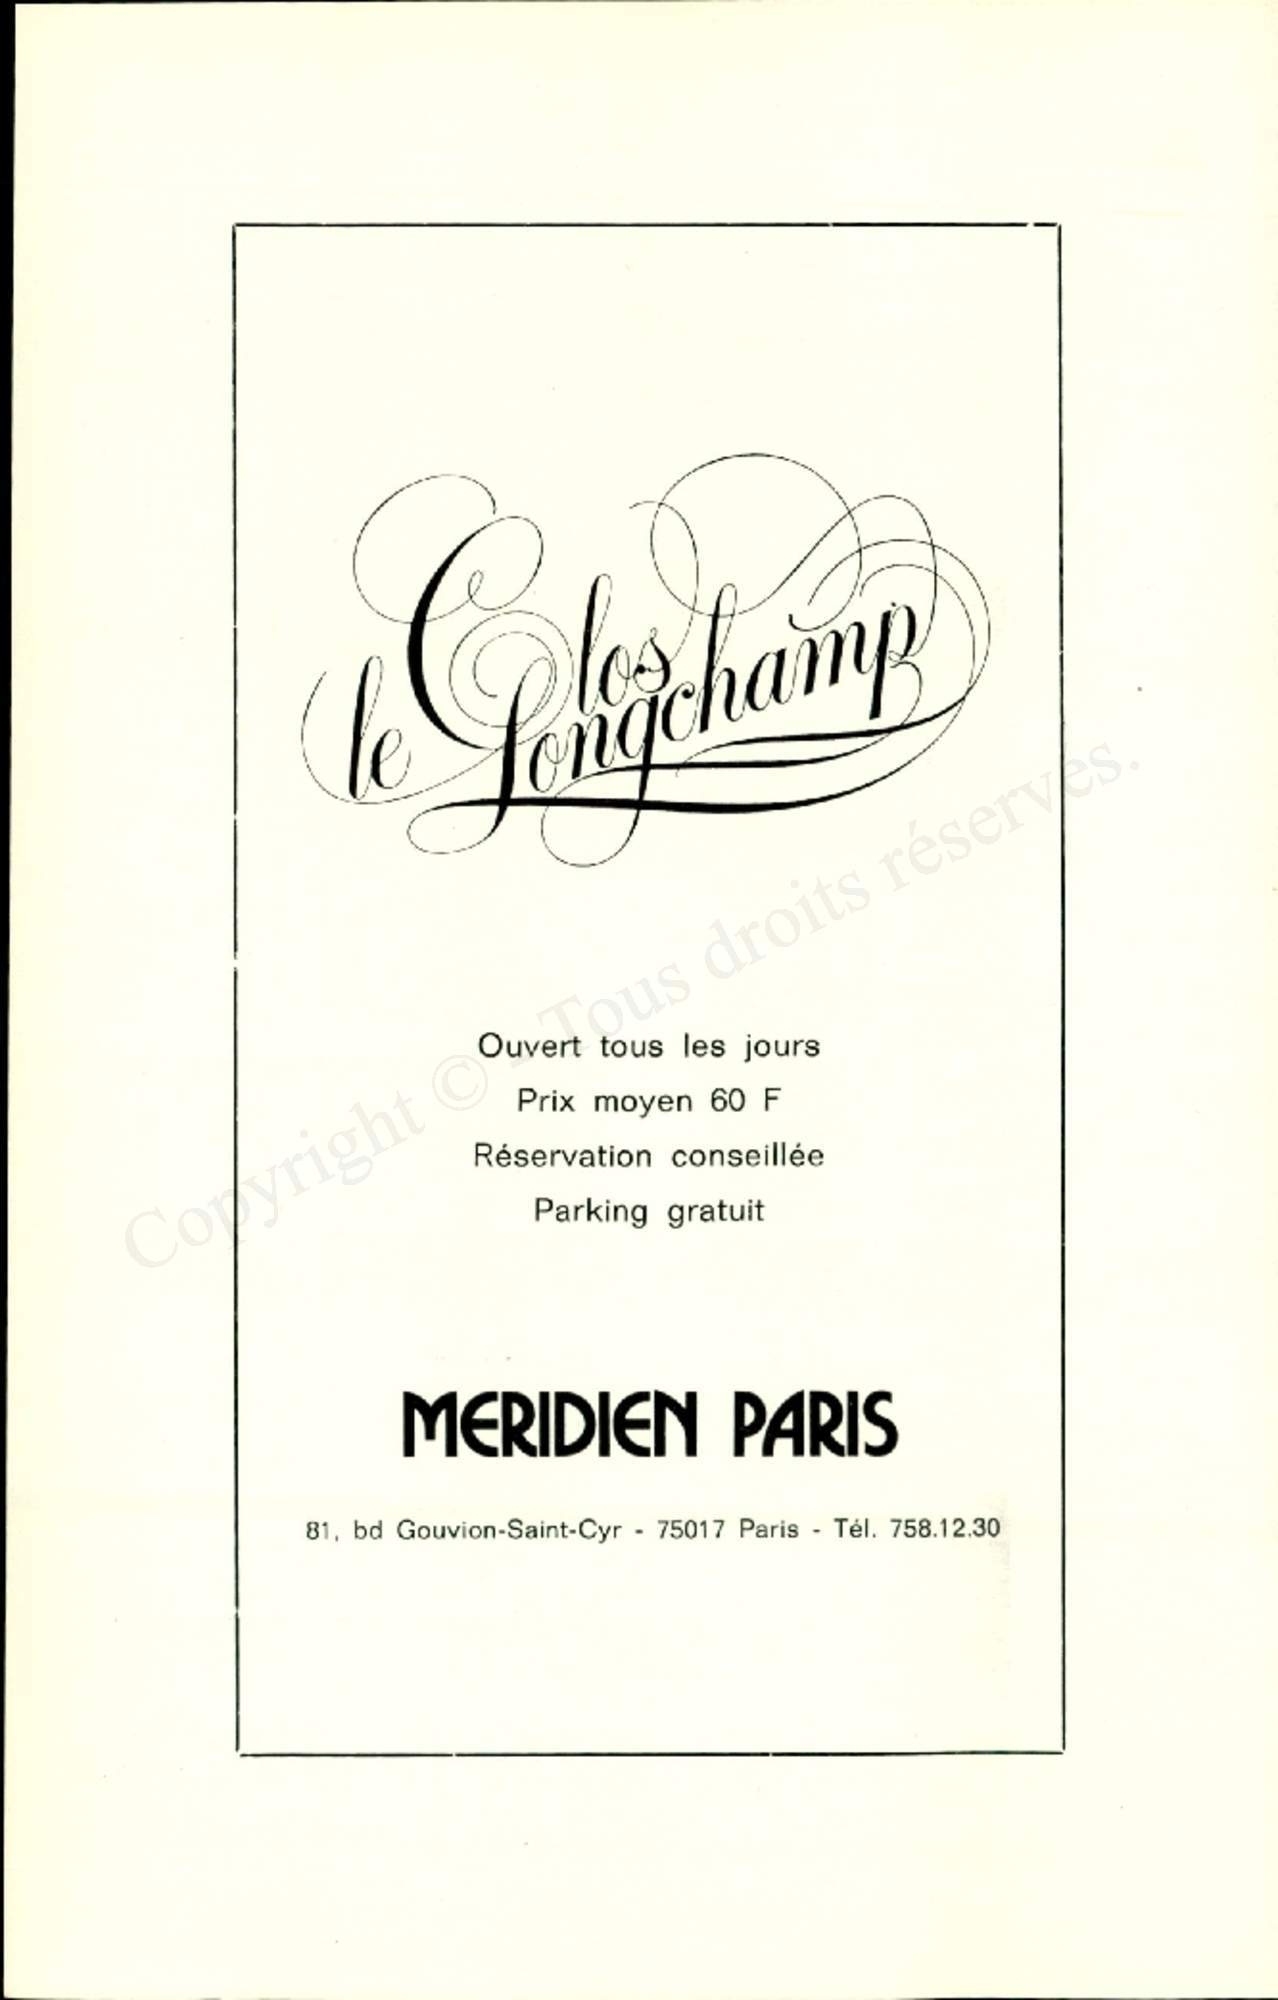 le Clos
Longchamp
Ouvert tous les jours
Prix moyen 60 F
Réservation conseillée
Parking gratuit
MERIDIEN PARIS
81, bd Gouvion-Saint-Cyr - 75017 Paris - Tél. 758.12.30
Copyright © - Tous droits réservés.